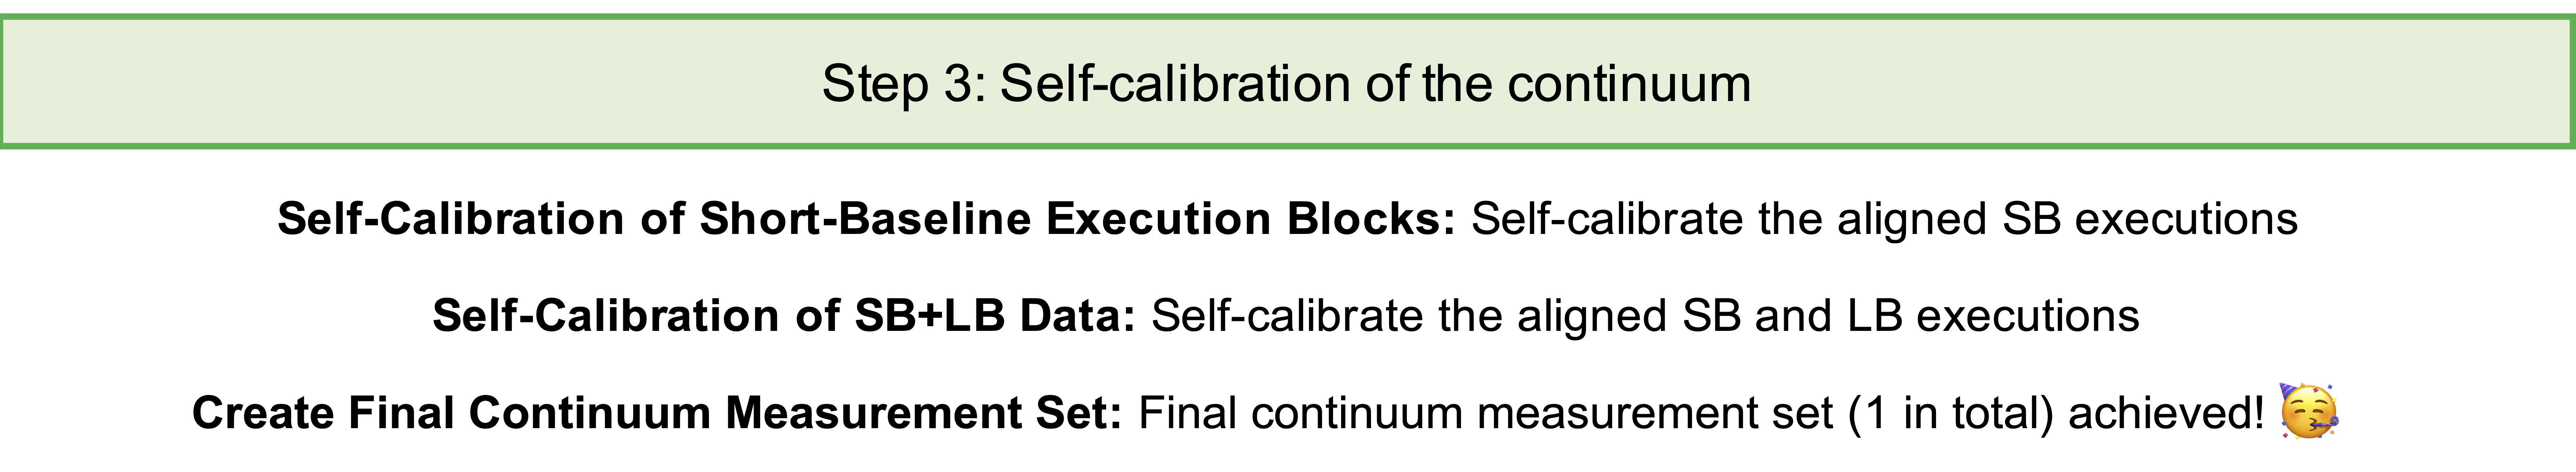 Step 3: Self-calibration of the continuum
Self-Calibration of Short-Baseline Execution Blocks: Self-calibrate the aligned SB executions
Self-Calibration of SB+LB Data: Self-calibrate the aligned SB and LB executions
Create Final Continuum Measurement Set: Final continuum measurement set (1 in total) achieved! 🥳